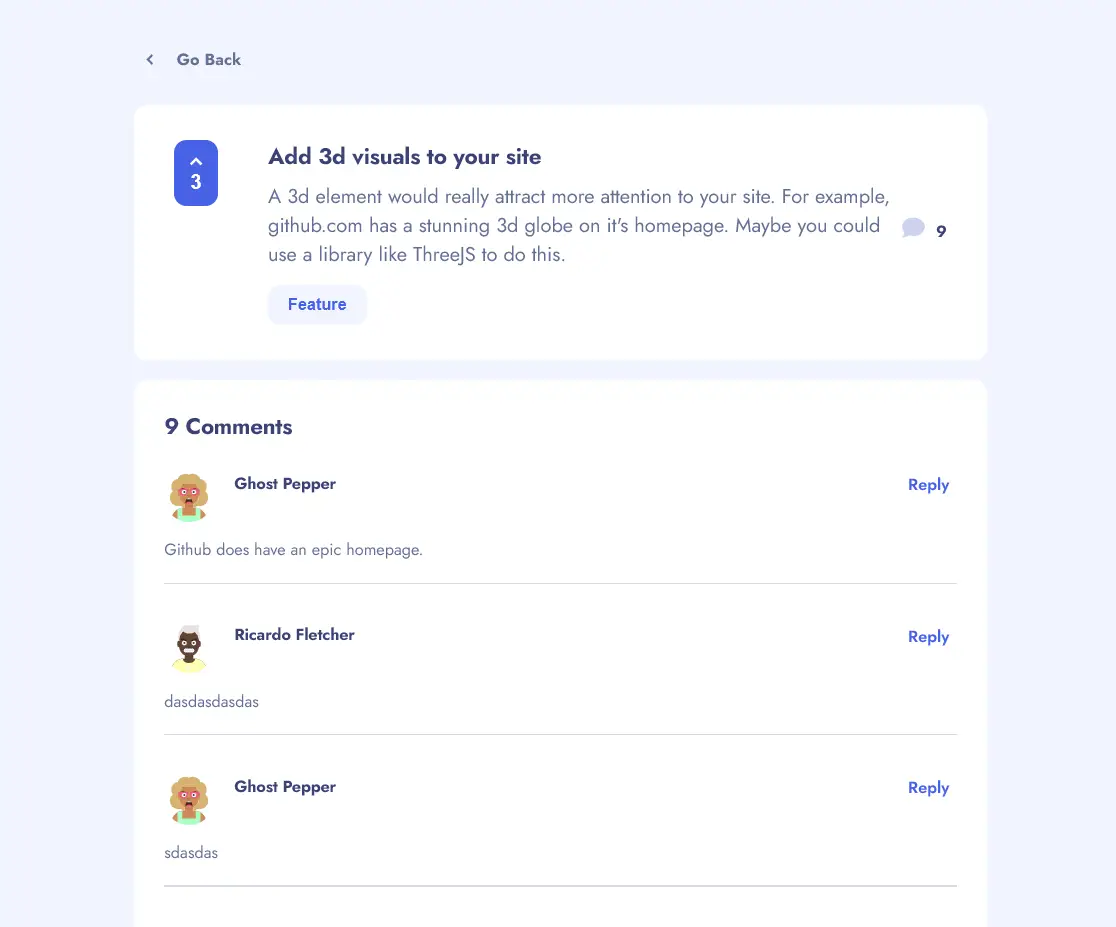 Go Back
3
Add 3d visuals to your site
A 3d element would really attract more attention to your site. For example,
github.com has a stunning 3d globe on it's homepage. Maybe you could
use a library like ThreeJS to do this.
9
Feature
9 Comments
Ghost Pepper
Reply
Github does have an epic homepage.
Ricardo Fletcher
Reply
dasdasdasdas
Ghost Pepper
Reply
sdasdas